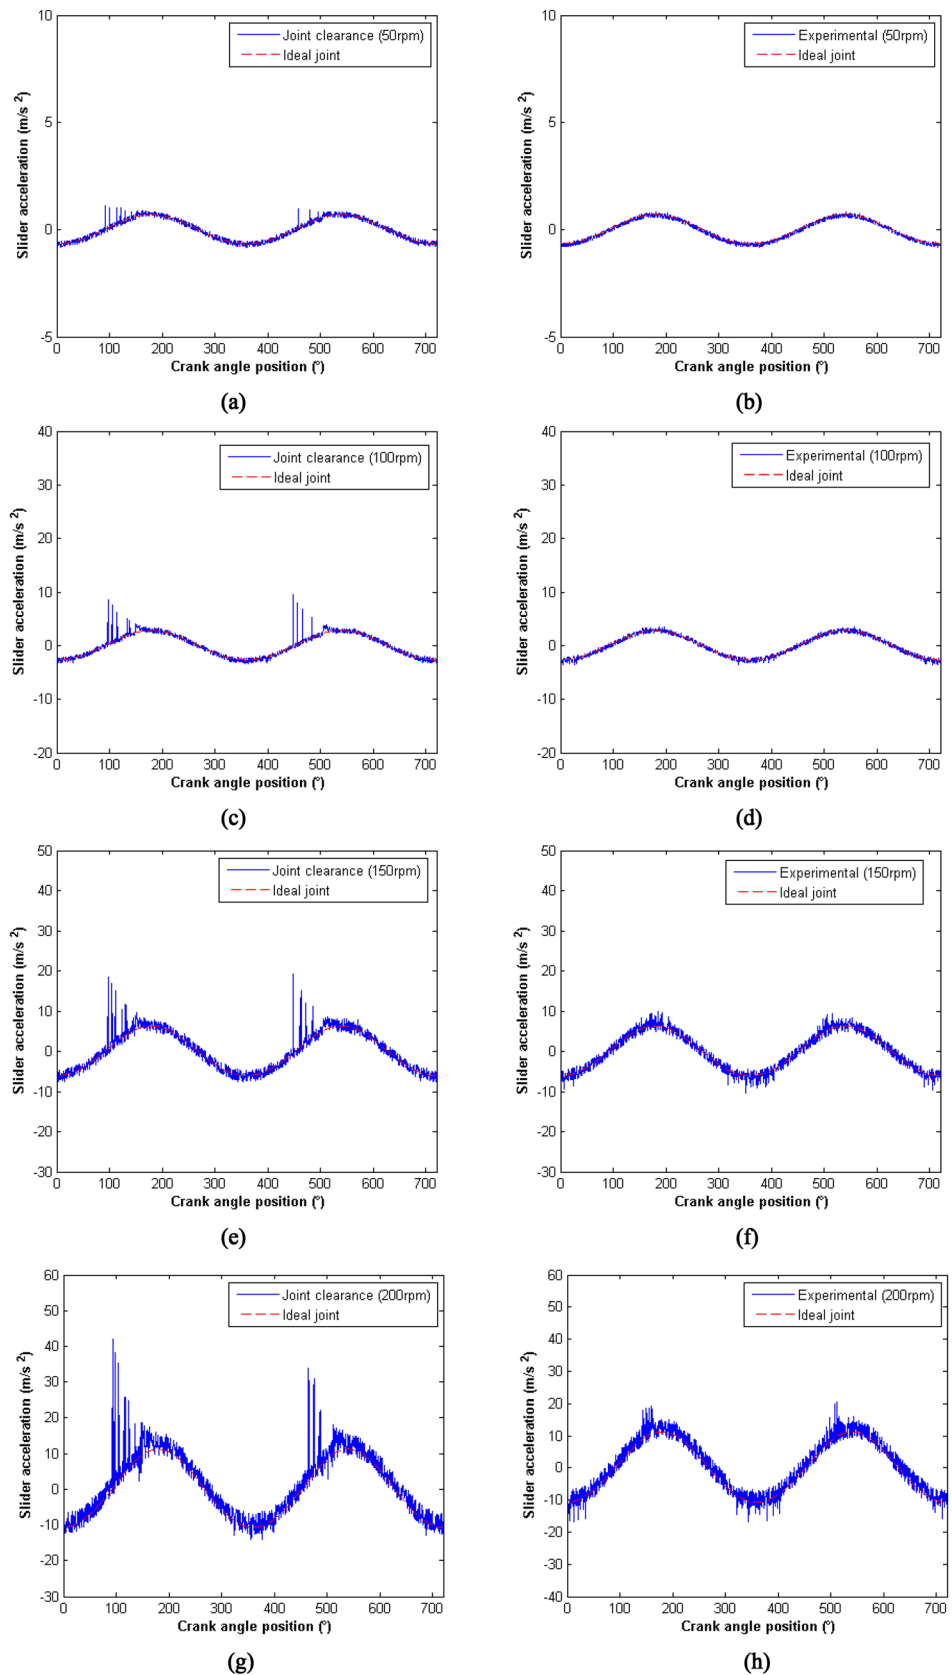 Joint clearance (50rpm)
Ideal joint
10
5
0
-5
Slider acceleration (m/s 2)
0 100 200 300 400 500 600 700
Crank angle position (°)
(a)
Experimental (50rpm)
Ideal joint
10
5
0
-5
Slider acceleration (m/s 2)
0 100 200 300 400 500 600 700
Crank angle position (°)
(b)
Joint clearance (100rpm)
Ideal joint
40
30
20
10
0
-10
-20
Slider acceleration (m/s 2)
0 100 200 300 400 500 600 700
Crank angle position (°)
(c)
Experimental (100rpm)
Ideal joint
40
30
20
10
0
-10
-20
Slider acceleration (m/s 2)
0 100 200 300 400 500 600 700
Crank angle position (°)
(d)
Joint clearance (150rpm)
Ideal joint
50
40
30
20
10
0
-10
-20
-30
Slider acceleration (m/s 2)
0 100 200 300 400 500 600 700
Crank angle position (°)
(e)
Experimental (150rpm)
Ideal joint
50
40
30
20
10
0
-10
-20
-30
Slider acceleration (m/s 2)
0 100 200 300 400 500 600 700
Crank angle position (°)
(f)
Joint clearance (200rpm)
Ideal joint
60
50
40
30
20
10
0
-10
-20
-30
Slider acceleration (m/s 2)
0 100 200 300 400 500 600 700
Crank angle position (°)
(g)
Experimental (200rpm)
Ideal joint
60
50
40
30
20
10
0
-10
-20
-30
-40
Slider acceleration (m/s 2)
0 100 200 300 400 500 600 700
Crank angle position (°)
(h)